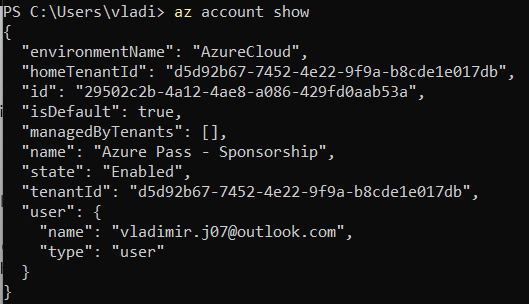 PS C:\Users\vladi> az account show
{
  "environmentName": "AzureCloud",
  "homeTenantId": "d5d92b67-7452-4e22-9f9a-b8cde1e017db",
  "id": "29502c2b-4a12-4ae8-a086-429fd0aab53a",
  "isDefault": true,
  "managedByTenants": [],
  "name": "Azure Pass - Sponsorship",
  "state": "Enabled",
  "tenantId": "d5d92b67-7452-4e22-9f9a-b8cde1e017db",
  "user": {
    "name": "vladimir.j07@outlook.com",
    "type": "user"
  }
}